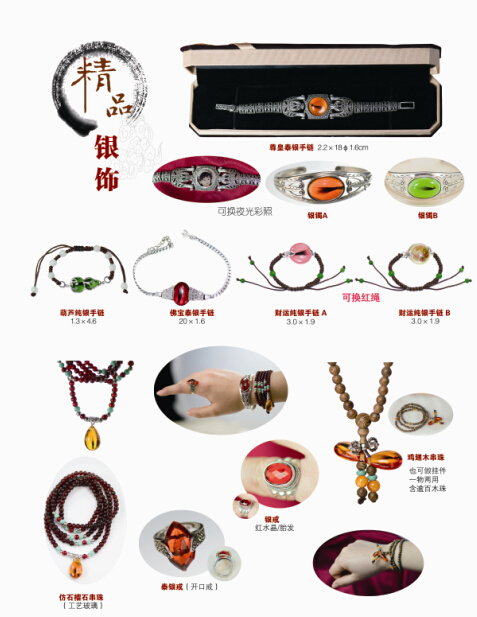 精品
银饰
尊皇泰银手链 2.2×18φ1.6cm
可换夜光彩照
银镯A
银镯B
葫芦纯银手链
1.3×4.6
佛宝泰银手链
20×1.6
财运纯银手链 A
3.0×1.9
可换红绳
财运纯银手链 B
3.0×1.9
鸡翅木串珠
也可做挂件
一物两用
含逾百木珠
银戒
红水晶/胎发
泰银戒（开口戒）
仿石榴石串珠
（工艺玻璃）